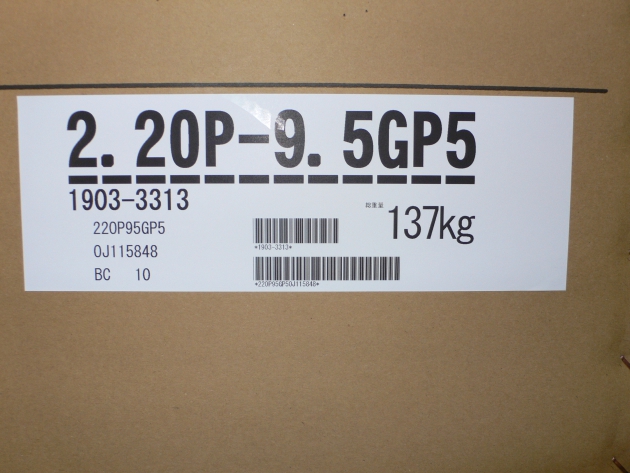 2. 20P-9. 5GP5
1903-3313
220P95GP5
0J115848
BC 10
総重量 137kg
*1903-3313*
*220P95GP50J115848*